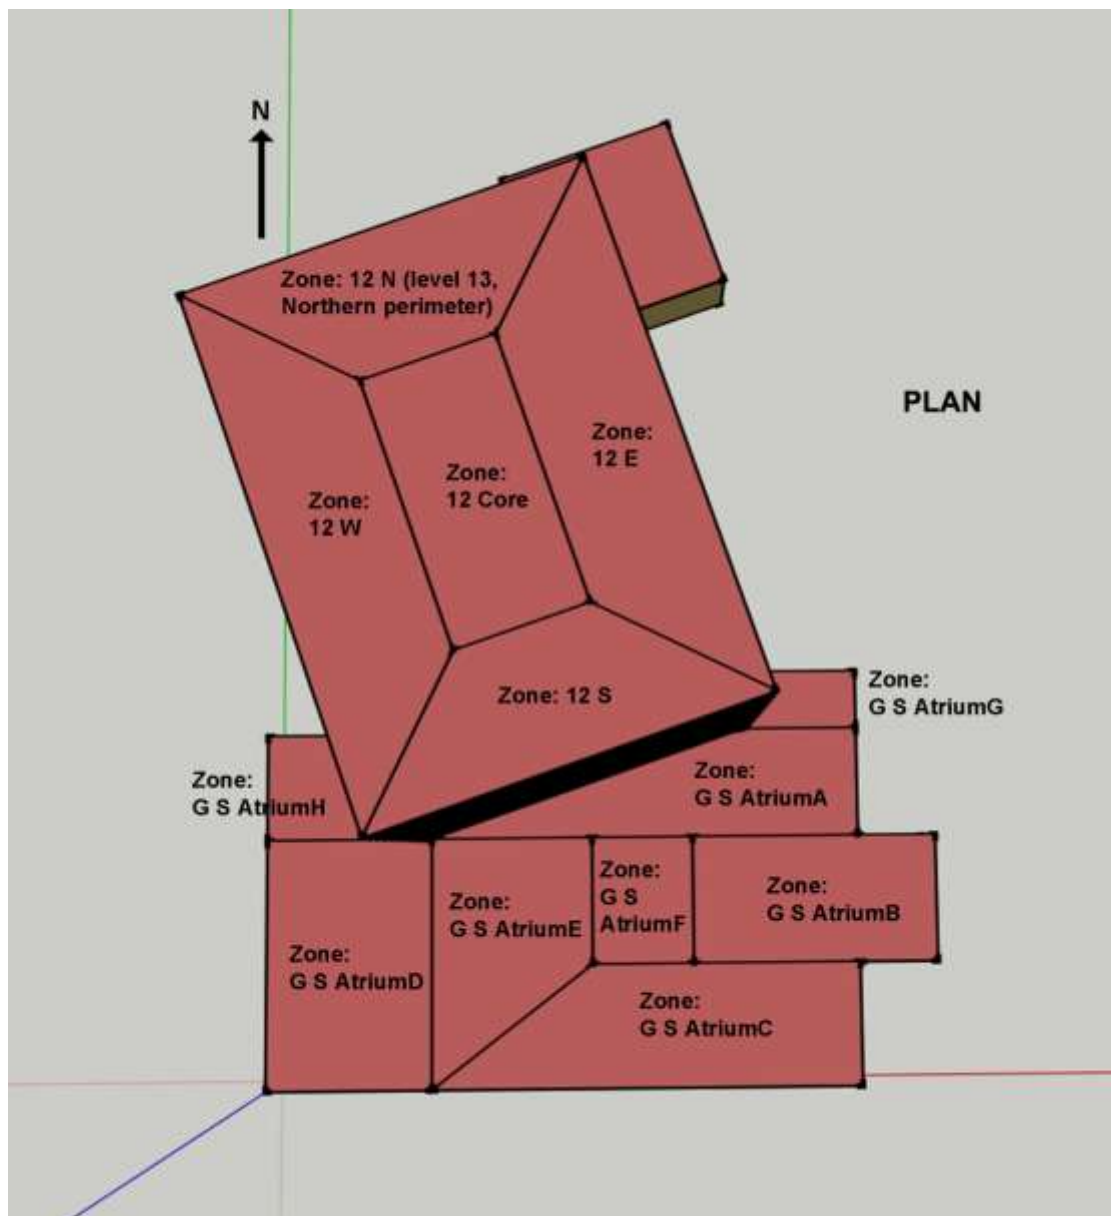 N
Zone: 12 N (level 13,
Northern perimeter)
PLAN
Zone:
12 E
Zone:
12 Core
Zone:
12 W
Zone: 12 S
Zone:
G S AtriumG
Zone:
G S AtriumH
Zone:
G S AtriumA
Zone:
G S
AtriumF
Zone:
G S AtriumB
Zone:
G S AtriumE
Zone:
G S AtriumD
Zone:
G S AtriumC